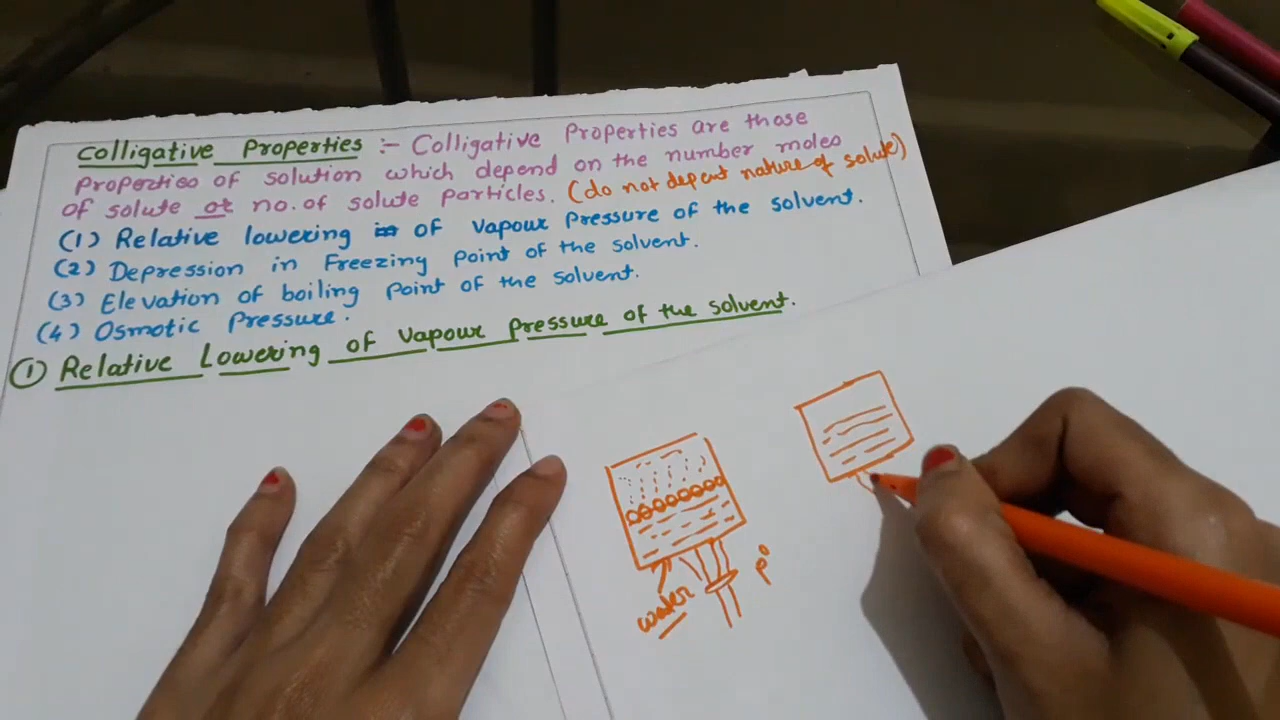 Colligative Properties :- Colligative Properties are those
Properties of solution which depend on the number moles
of solute or no. of solute particles. (do not depent nature of solute)
(1) Relative lowering of Vapour Pressure of the solvent.
(2) Depression in Freezing Point of the solvent.
(3) Elevation of boiling Point of the solvent.
(4) Osmotic Pressure.
① Relative Lowering of Vapour Pressure of the solvent.
water
P°